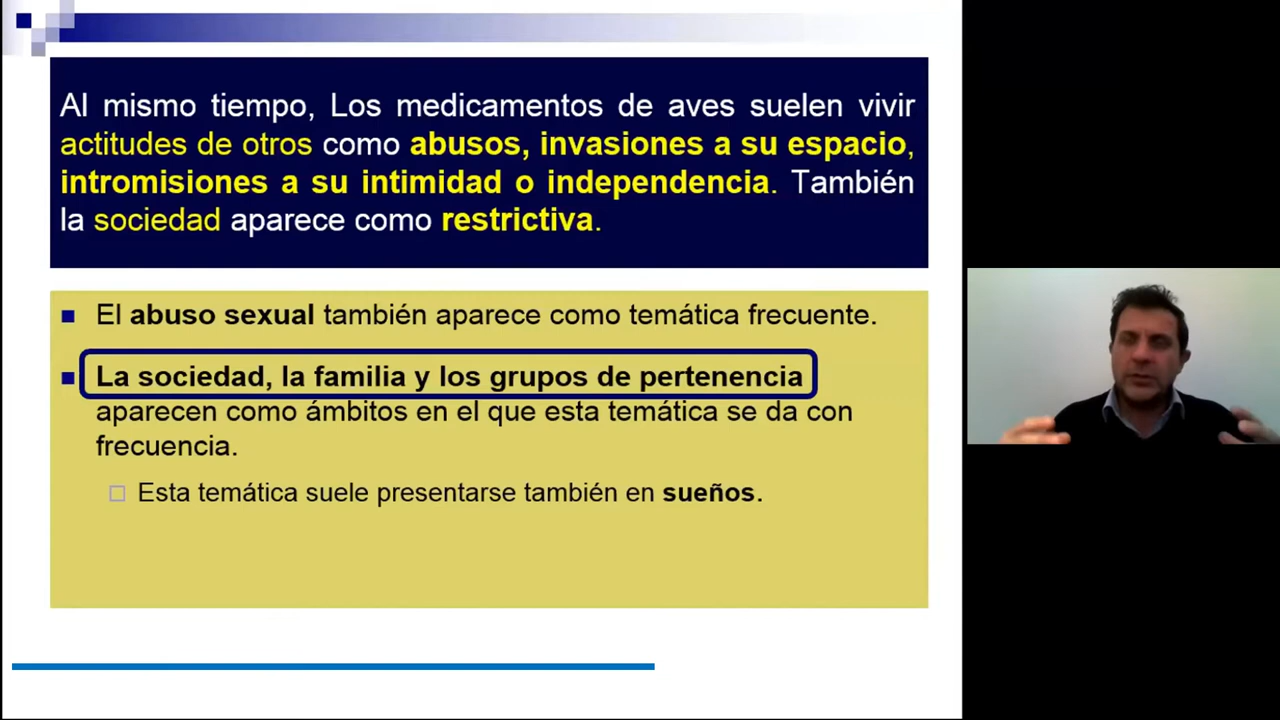 Al mismo tiempo, Los medicamentos de aves suelen vivir
actitudes de otros como abusos, invasiones a su espacio,
intromisiones a su intimidad o independencia. También
la sociedad aparece como restrictiva.
El abuso sexual también aparece como temática frecuente.
La sociedad, la familia y los grupos de pertenencia
aparecen como ámbitos en el que esta temática se da con
frecuencia.
Esta temática suele presentarse también en sueños.